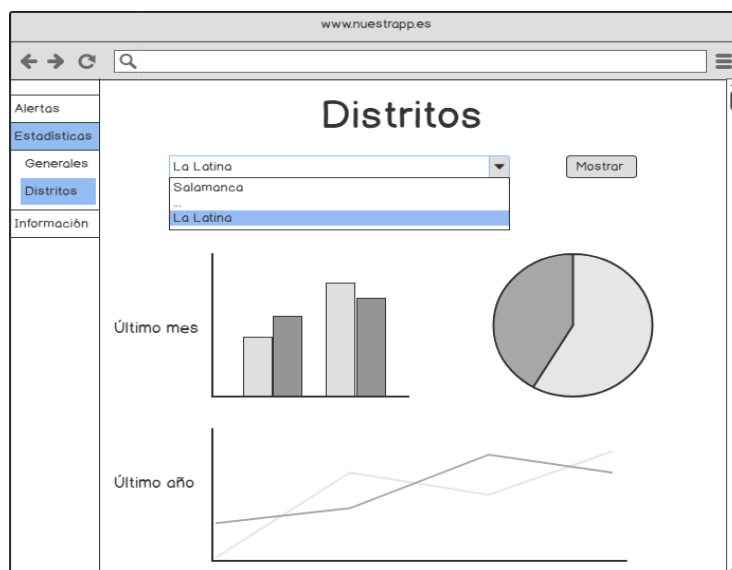 www.nuestrapp.es
Distritos
Alertas
Estadísticas
Generales
Distritos
Información
La Latina
Mostrar
Salamanca
...
La Latina
Último mes
Último año